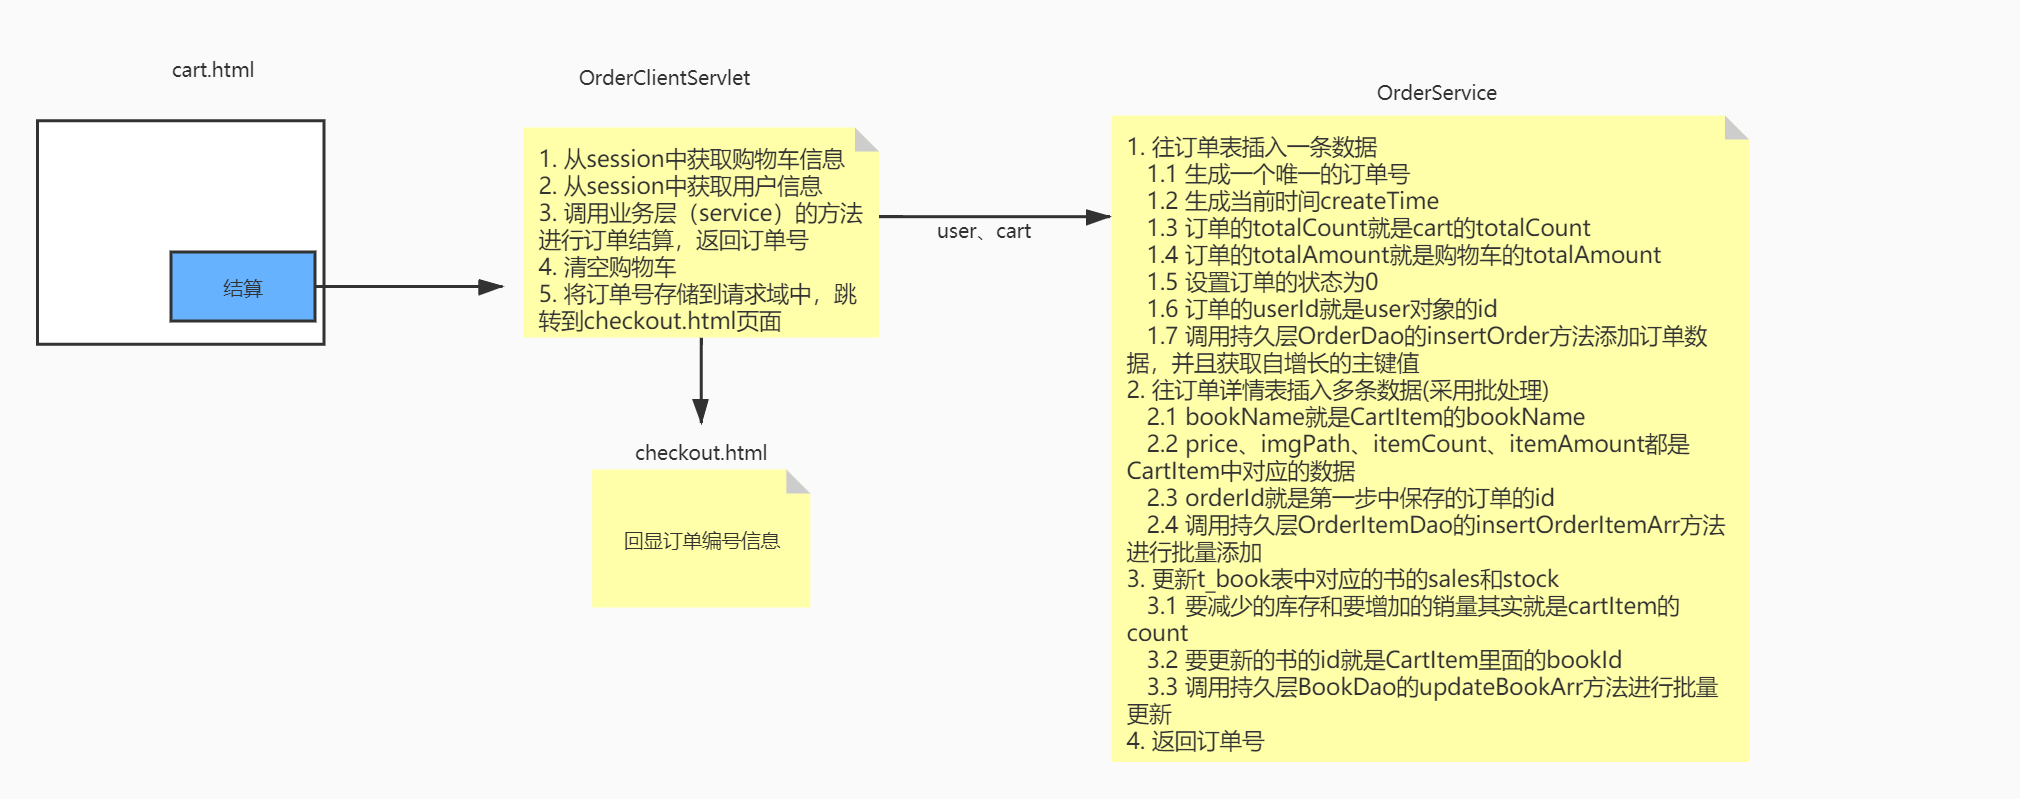 cart.html
结算
OrderClientServlet
1. 从session中获取购物车信息
2. 从session中获取用户信息
3. 调用业务层（service）的方法
进行订单结算，返回订单号
4. 清空购物车
5. 将订单号存储到请求域中，跳
转到checkout.html页面
user、cart
checkout.html
回显订单编号信息
OrderService
1. 往订单表插入一条数据
1.1 生成一个唯一的订单号
1.2 生成当前时间createTime
1.3 订单的totalCount就是cart的totalCount
1.4 订单的totalAmount就是购物车的totalAmount
1.5 设置订单的状态为0
1.6 订单的userId就是user对象的id
1.7 调用持久层OrderDao的insertOrder方法添加订单数
据，并且获取自增长的主键值
2. 往订单详情表插入多条数据(采用批处理)
2.1 bookName就是CartItem的bookName
2.2 price、imgPath、itemCount、itemAmount都是
CartItem中对应的数据
2.3 orderId就是第一步中保存的订单的id
2.4 调用持久层OrderItemDao的insertOrderItemArr方法
进行批量添加
3. 更新t_book表中对应的书的sales和stock
3.1 要减少的库存和要增加的销量其实就是cartItem的
count
3.2 要更新的书的id就是CartItem里面的bookId
3.3 调用持久层BookDao的updateBookArr方法进行批量
更新
4. 返回订单号